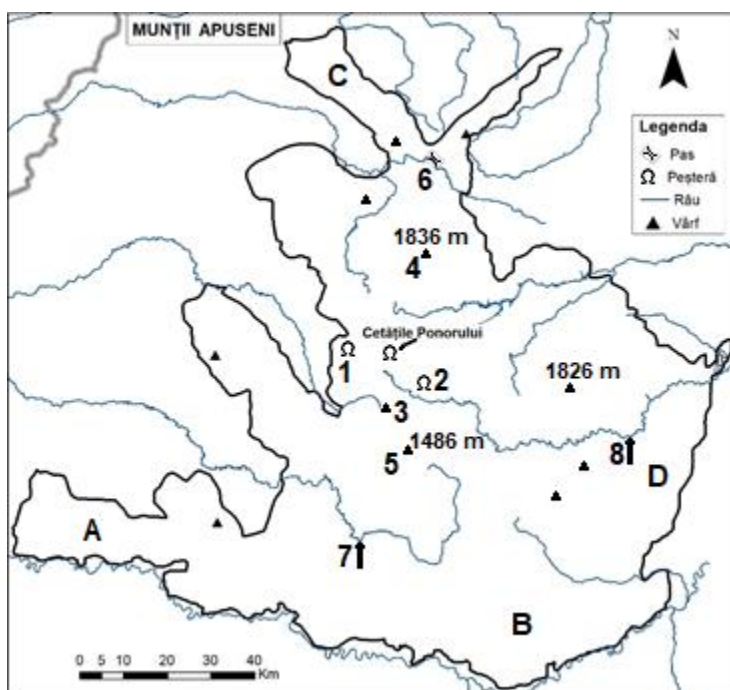 MUNȚII APUSENI
N
Legenda
Pas
Peșteră
Râu
Vârf
C
6
1836 m
4
Cetățile Ponorului
1
2
1826 m
3
1486 m
5
8
D
A
7
B
0 5 10 20 30 40
Km